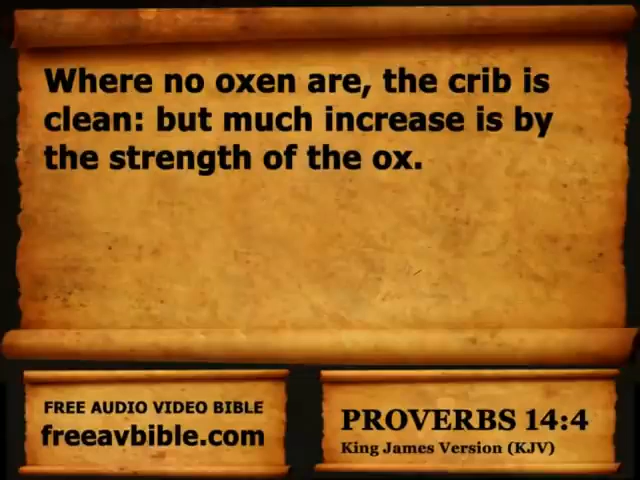 Where no oxen are, the crib is
clean: but much increase is by
the strength of the ox.
FREE AUDIO VIDEO BIBLE
freeavbible.com
PROVERBS 14:4
King James Version (KJV)